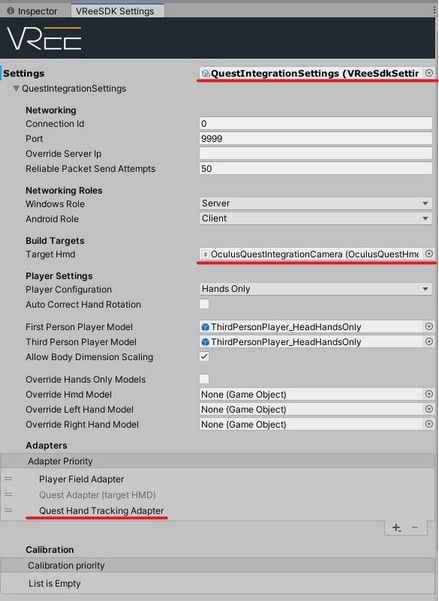 Inspector
VReeSDK Settings
VREE
Settings
QuestIntegrationSettings (VReeSdkSettin
QuestIntegrationSettings
Networking
Connection Id 0
Port 9999
Override Server Ip
Reliable Packet Send Attempts 50
Networking Roles
Windows Role Server
Android Role Client
Build Targets
Target Hmd OculusQuestIntegrationCamera (OculusQuestHmd
Player Settings
Player Configuration Hands Only
Auto Correct Hand Rotation
First Person Player Model ThirdPersonPlayer_HeadHandsOnly
Third Person Player Model ThirdPersonPlayer_HeadHandsOnly
Allow Body Dimension Scaling
Override Hands Only Models
Override Hmd Model None (Game Object)
Override Left Hand Model None (Game Object)
Override Right Hand Model None (Game Object)
Adapters
Adapter Priority
Player Field Adapter
Quest Adapter (target HMD)
Quest Hand Tracking Adapter
Calibration
Calibration priority
List is Empty